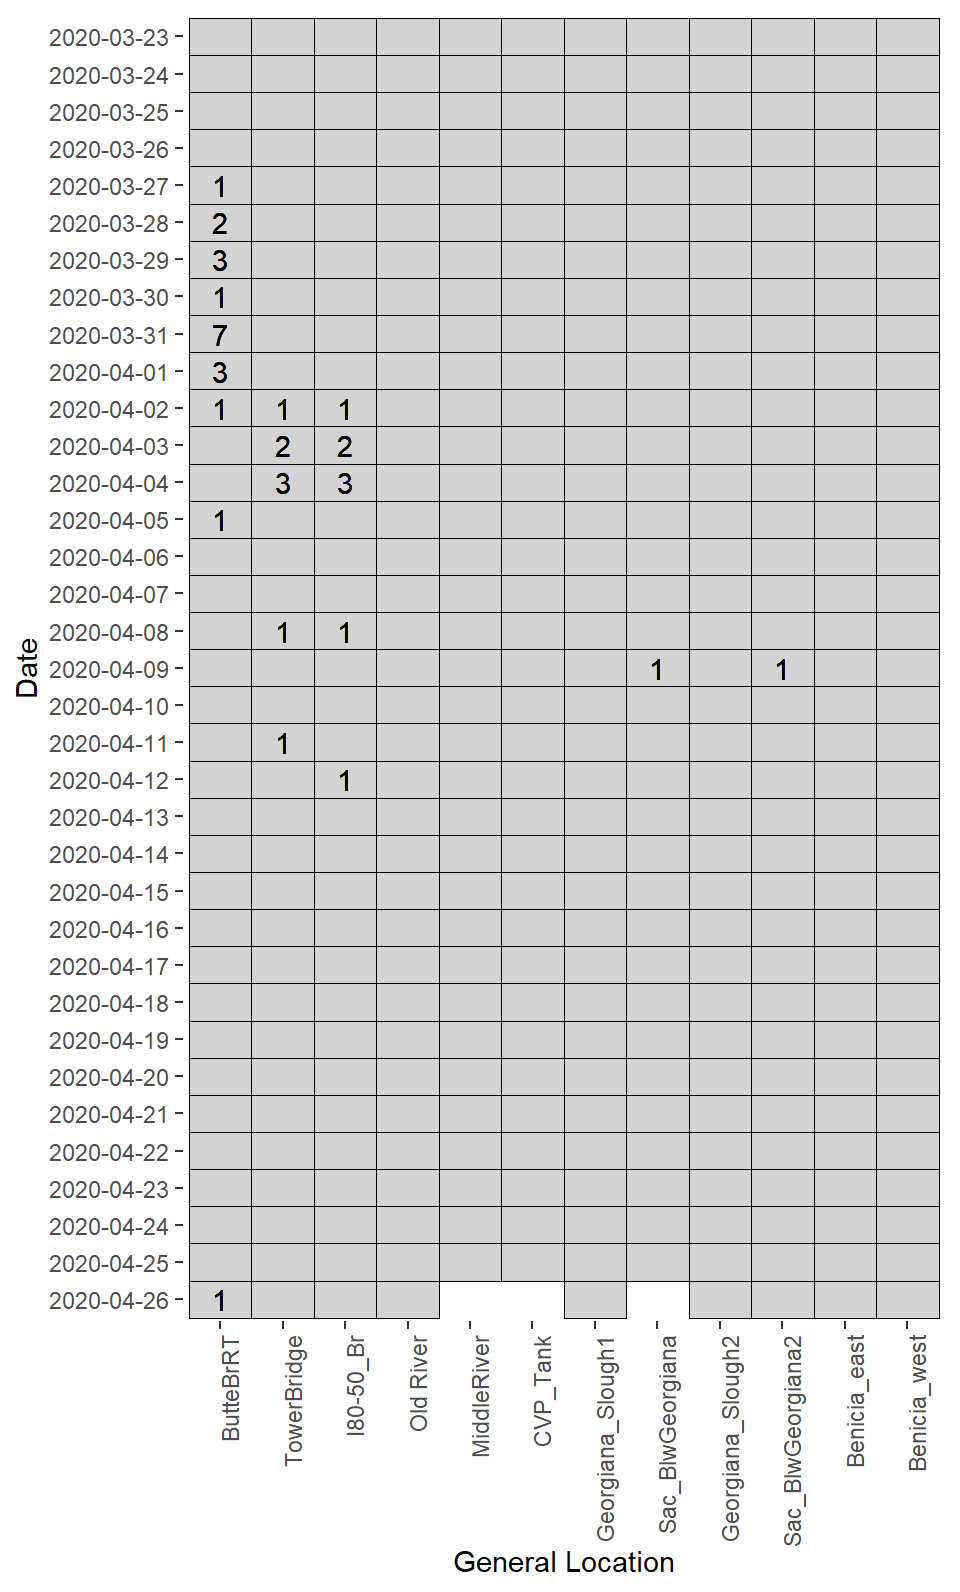 2020-03-23
2020-03-24
2020-03-25
2020-03-26
2020-03-27 1
2020-03-28 2
2020-03-29 3
2020-03-30 1
2020-03-31 7
2020-04-01 3
2020-04-02 1 1 1
2020-04-03 2 2
2020-04-04 3 3
2020-04-05 1
2020-04-06
2020-04-07
2020-04-08 1 1
2020-04-09 1 1
2020-04-10
2020-04-11 1
2020-04-12 1
2020-04-13
2020-04-14
2020-04-15
2020-04-16
2020-04-17
2020-04-18
2020-04-19
2020-04-20
2020-04-21
2020-04-22
2020-04-23
2020-04-24
2020-04-25
2020-04-26 1
Date
ButteBrRT
TowerBridge
I80-50_Br
Old River
MiddleRiver
CVP_Tank
Georgiana_Slough1
Sac_BlwGeorgiana
Georgiana_Slough2
Sac_BlwGeorgiana2
Benicia_east
Benicia_west
General Location